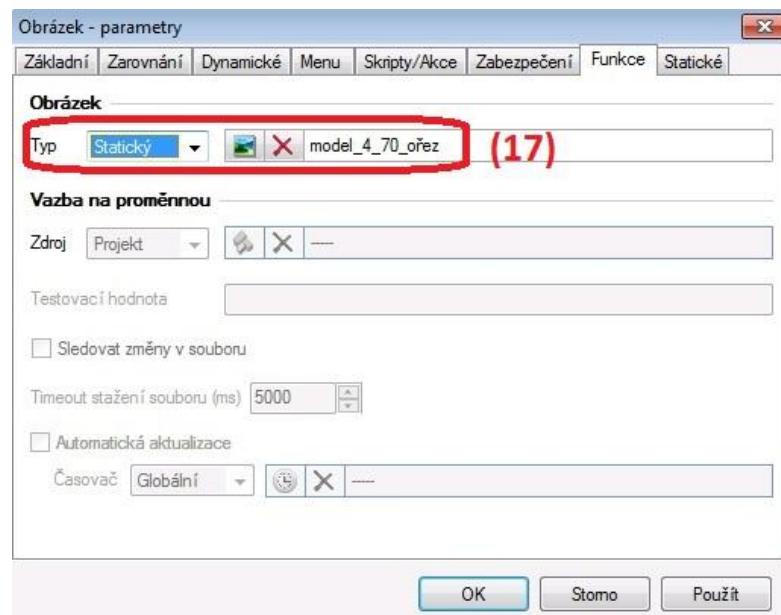 Obrázek - parametry
Základní Zarovnání Dynamické Menu Skripty/Akce Zabezpečení Funkce Statické
Obrázek
Typ Statický model_4_70_ořez (17)
Vazba na proměnnou
Zdroj Projekt ----
Testovací hodnota
Sledovat změny v souboru
Timeout stažení souboru (ms) 5000
Automatická aktualizace
Časovač Globální ----
OK Storno Použít